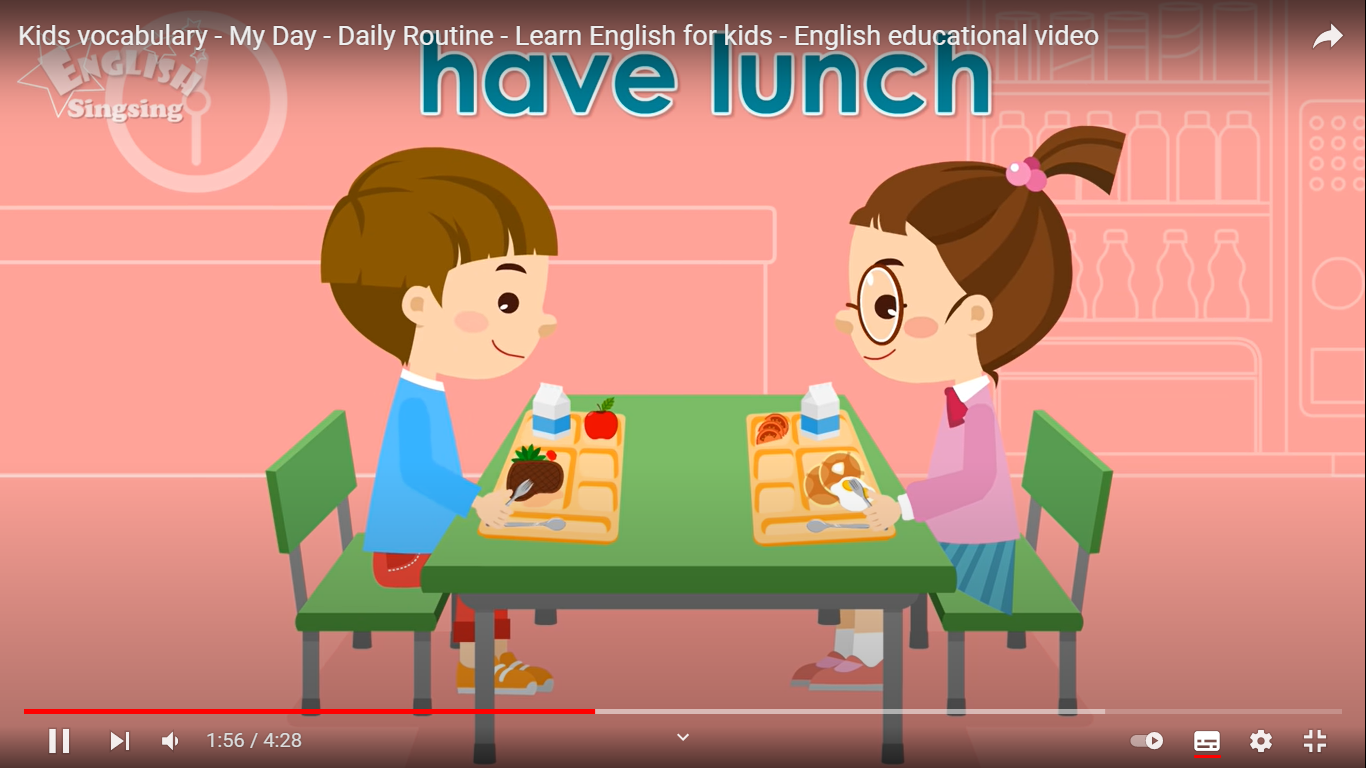 Kids vocabulary - My Day - Daily Routine - Learn English for kids - English educational video
ENGLISH
Singsing
have lunch
1:56 / 4:28